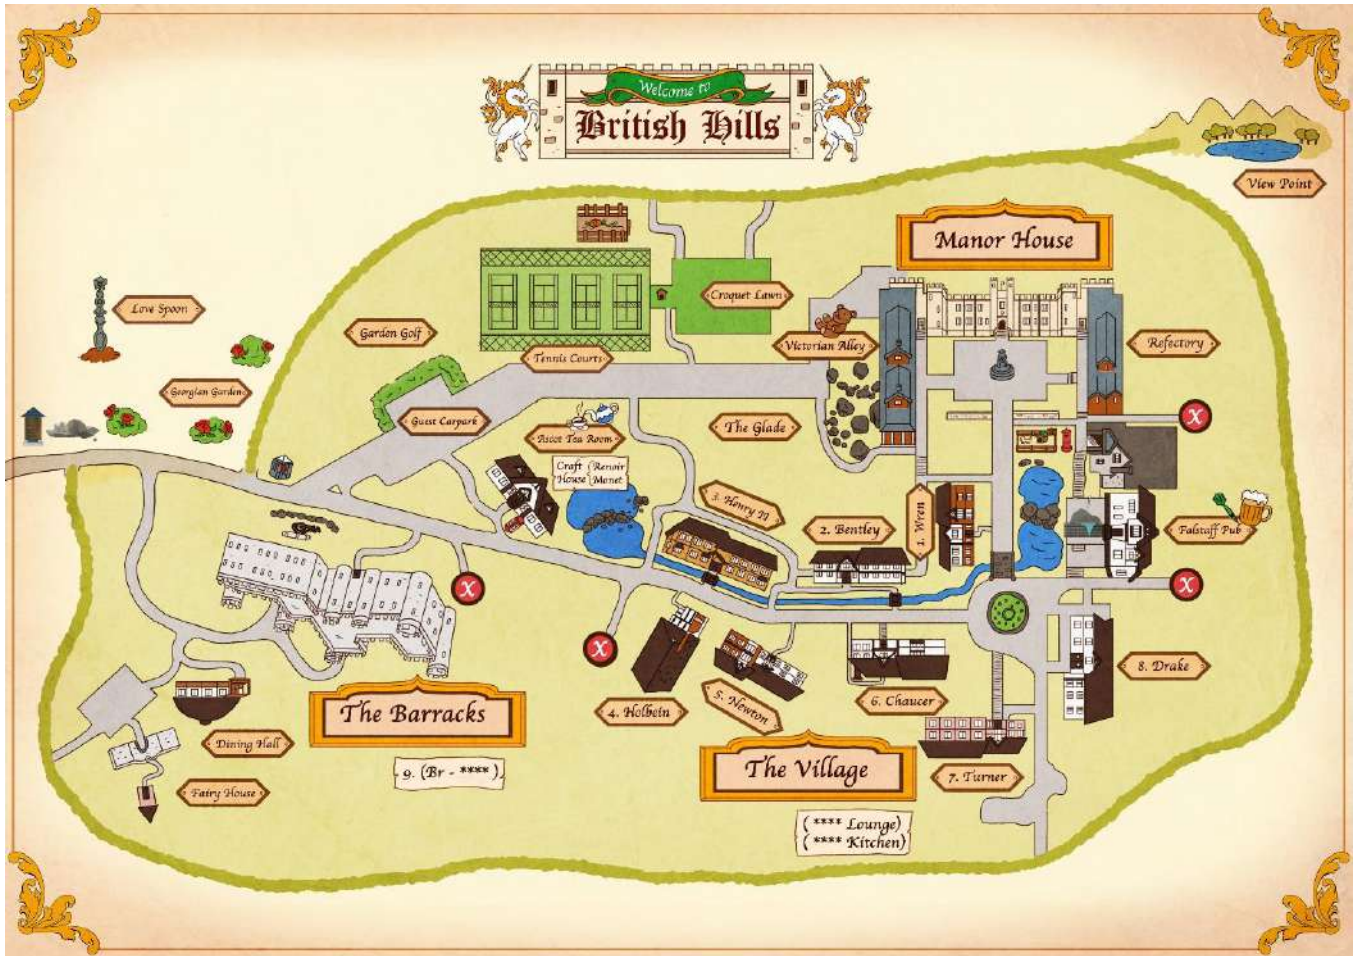 Welcome to
British Hills
View Point
Manor House
Love Spoon
Croquet Lawn
Garden Golf
Victorian Alley
Refectory
Tennis Courts
Georgian Garden
Guest Carpark
The Glade
X
Ascot Tea Room
Craft House
Renoir
Monet
3. Henry VI
2. Bentley
1. Wren
Falstaff Pub
X
X
X
4. Holbein
5. Newton
6. Chaucer
8. Drake
The Barracks
9. (Br - **** )
Dining Hall
Fairy House
The Village
7. Turner
( **** Lounge)
( **** Kitchen)